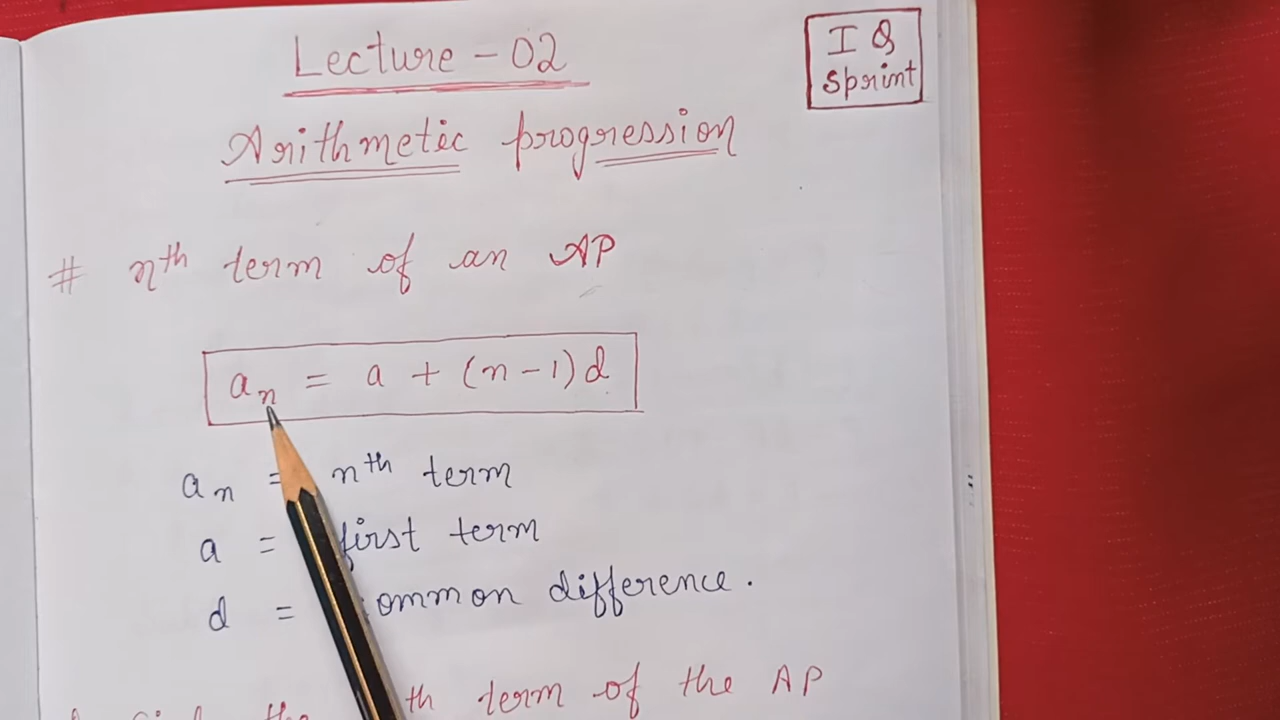 Lecture - 02
I Q
Sprint
Arithmetic progression
# nth term of an AP
an = a + (n-1)d
an = nth term
a = first term
d = common difference.
th term of the AP